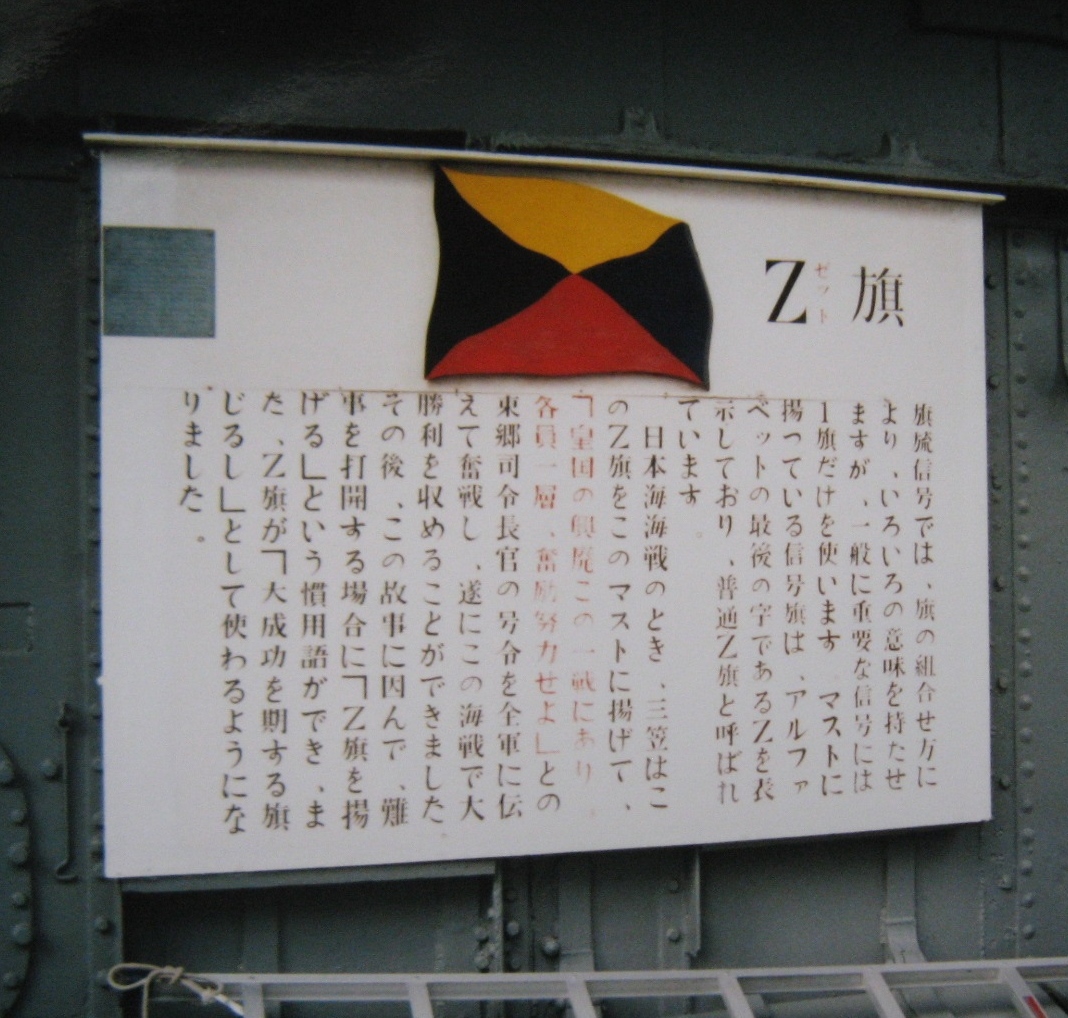 Z旗
ゼット
旗旒信号では、旗の組合せ方に
より、いろいろの意味を持たせ
ますが、一般に重要な信号には
1旗だけを使います マストに
揚っている信号旗は、アルファ
ベットの最後の字であるZを表
示しており、普通Z旗と呼ばれ
ています。
日本海海戦のとき、三笠はこ
のZ旗をこのマストに揚げて、
「皇国の興廃この一戦にあり、
各員一層、奮励努力せよ」との
東郷司令長官の号令を全軍に伝
えて奮戦し、遂にこの海戦で大
勝利を収めることができました
その後、この故事に因んで、難
事を打開する場合に「Z旗を揚
げる」という慣用語ができ、ま
た、Z旗が「大成功を期する旗
じるし」として使わるようにな
りました。